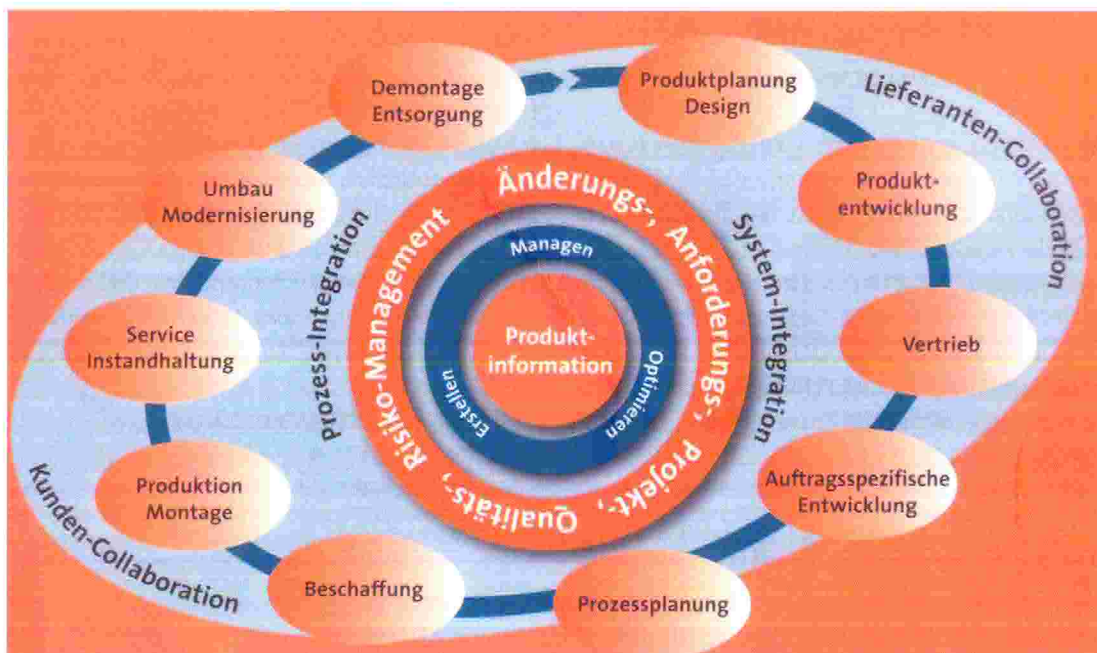 Demontage
Entsorgung
Produktplanung
Design
Lieferanten-Collaboration
Produkt-
entwicklung
Vertrieb
Auftragsspezifische
Entwicklung
Prozessplanung
Beschaffung
Produktion
Montage
Kunden-Collaboration
Service
Instandhaltung
Umbau
Modernisierung
Prozess-Integration
System-Integration
Änderungs-, Anforderungs-, Projekt-, Qualitäts-, Risiko-Management
Managen
Optimieren
Erstellen
Produkt-
information